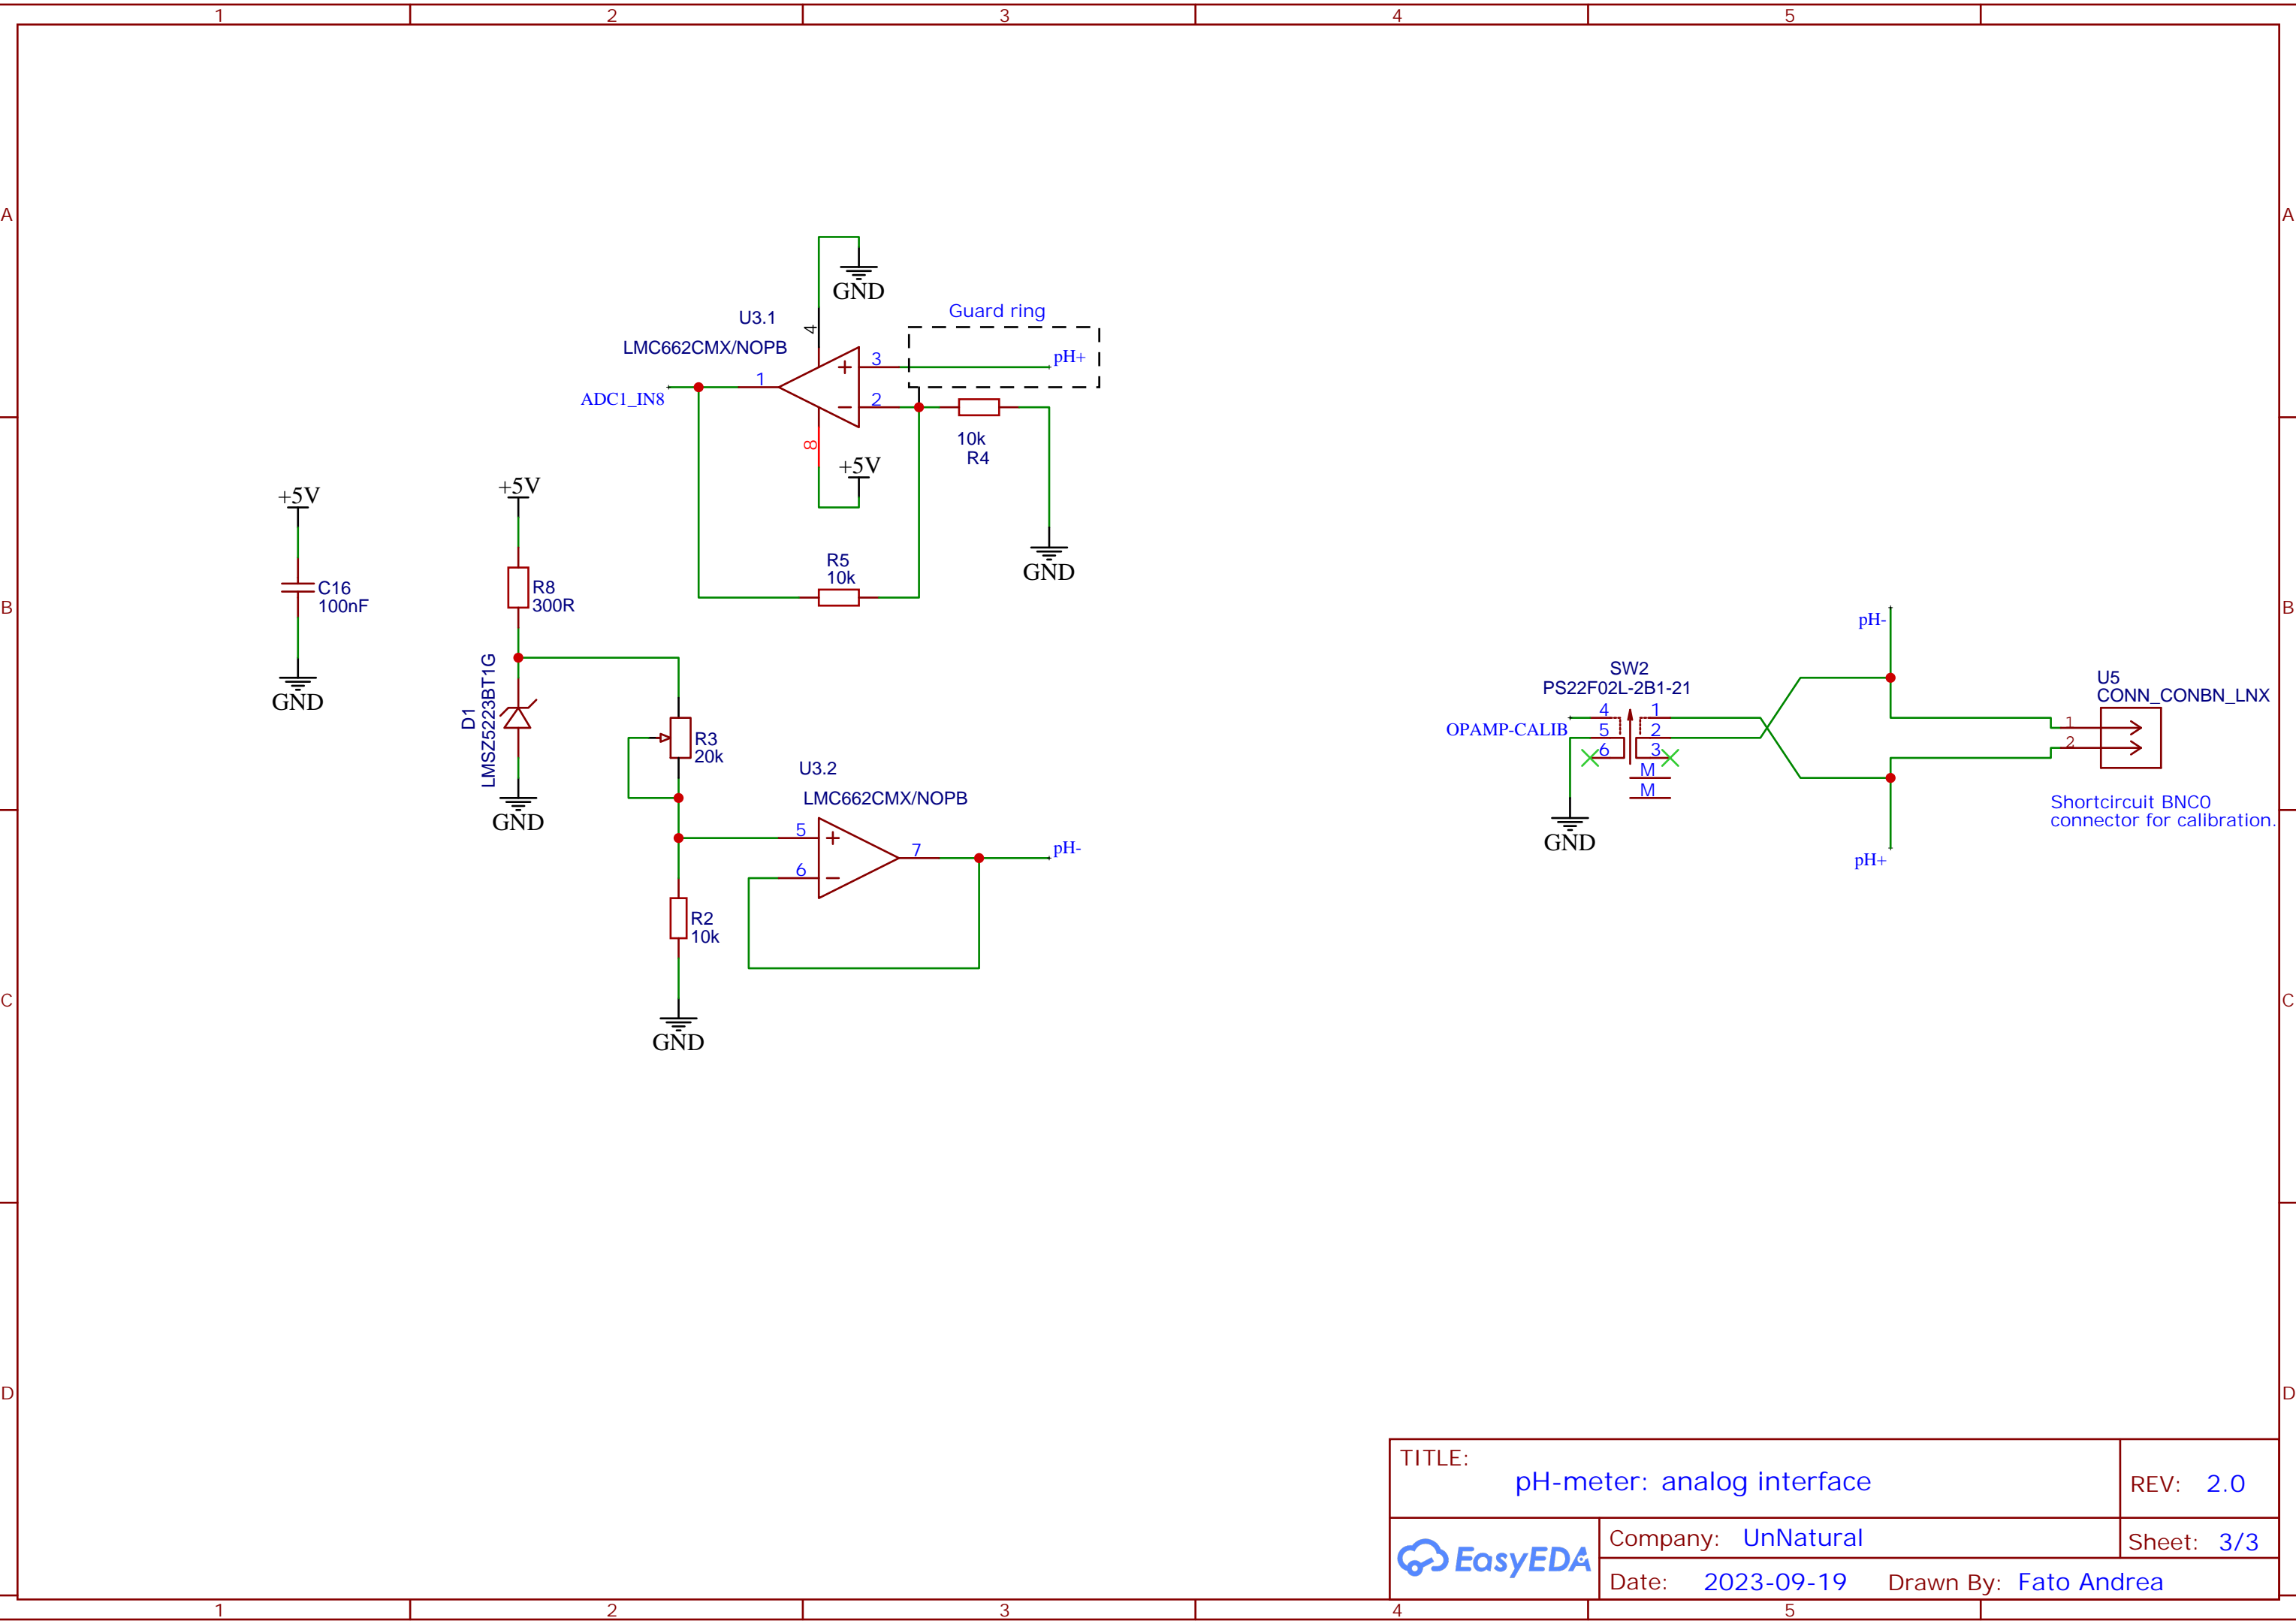 1 2 3 4 5
A A
GND
U3.1
Guard ring
LMC662CMX/NOPB
4
3
pH+
1
ADC1_IN8
2
10k
R4
8
+5V
+5V
+5V
R5
10k
GND
R8
300R
C16
100nF
GND
B B
D1
LMSZ5223BT1G
R3
20k
GND
U3.2
LMC662CMX/NOPB
5
6
7
pH-
R2
10k
GND
pH-
SW2
PS22F02L-2B1-21
OPAMP-CALIB
4 1
5 2
6 3
M
M
GND
U5
CONN_CONBN_LNX
1
2
Shortcircuit BNC0
connector for calibration.
pH+
C C
D D
TITLE:
pH-meter: analog interface
REV: 2.0
EasyEDA
Company: UnNatural
Sheet: 3/3
Date: 2023-09-19 Drawn By: Fato Andrea
1 2 3 4 5